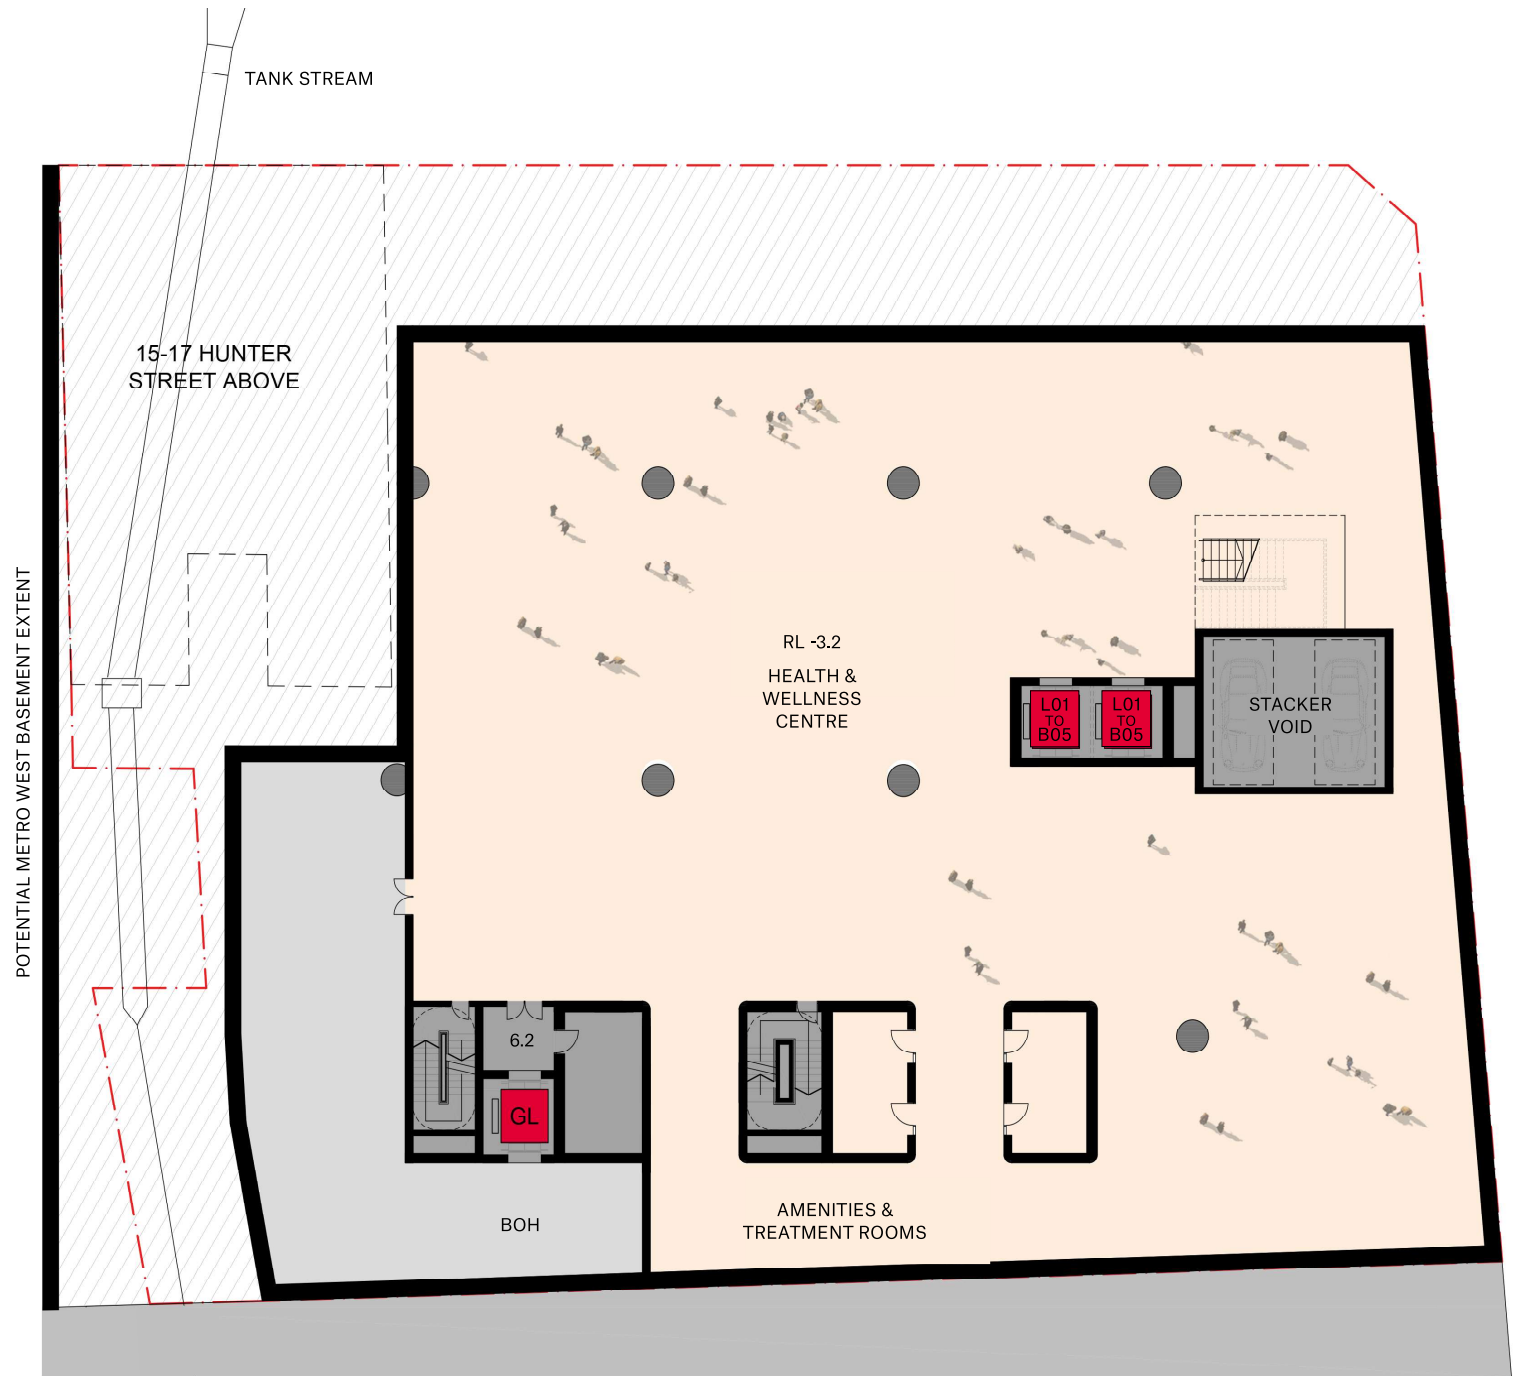 TANK STREAM
15-17 HUNTER
STREET ABOVE
POTENTIAL METRO WEST BASEMENT EXTENT
RL -3.2
HEALTH &
WELLNESS
CENTRE
L01
TO
B05
L01
TO
B05
STACKER
VOID
6.2
GL
BOH
AMENITIES &
TREATMENT ROOMS